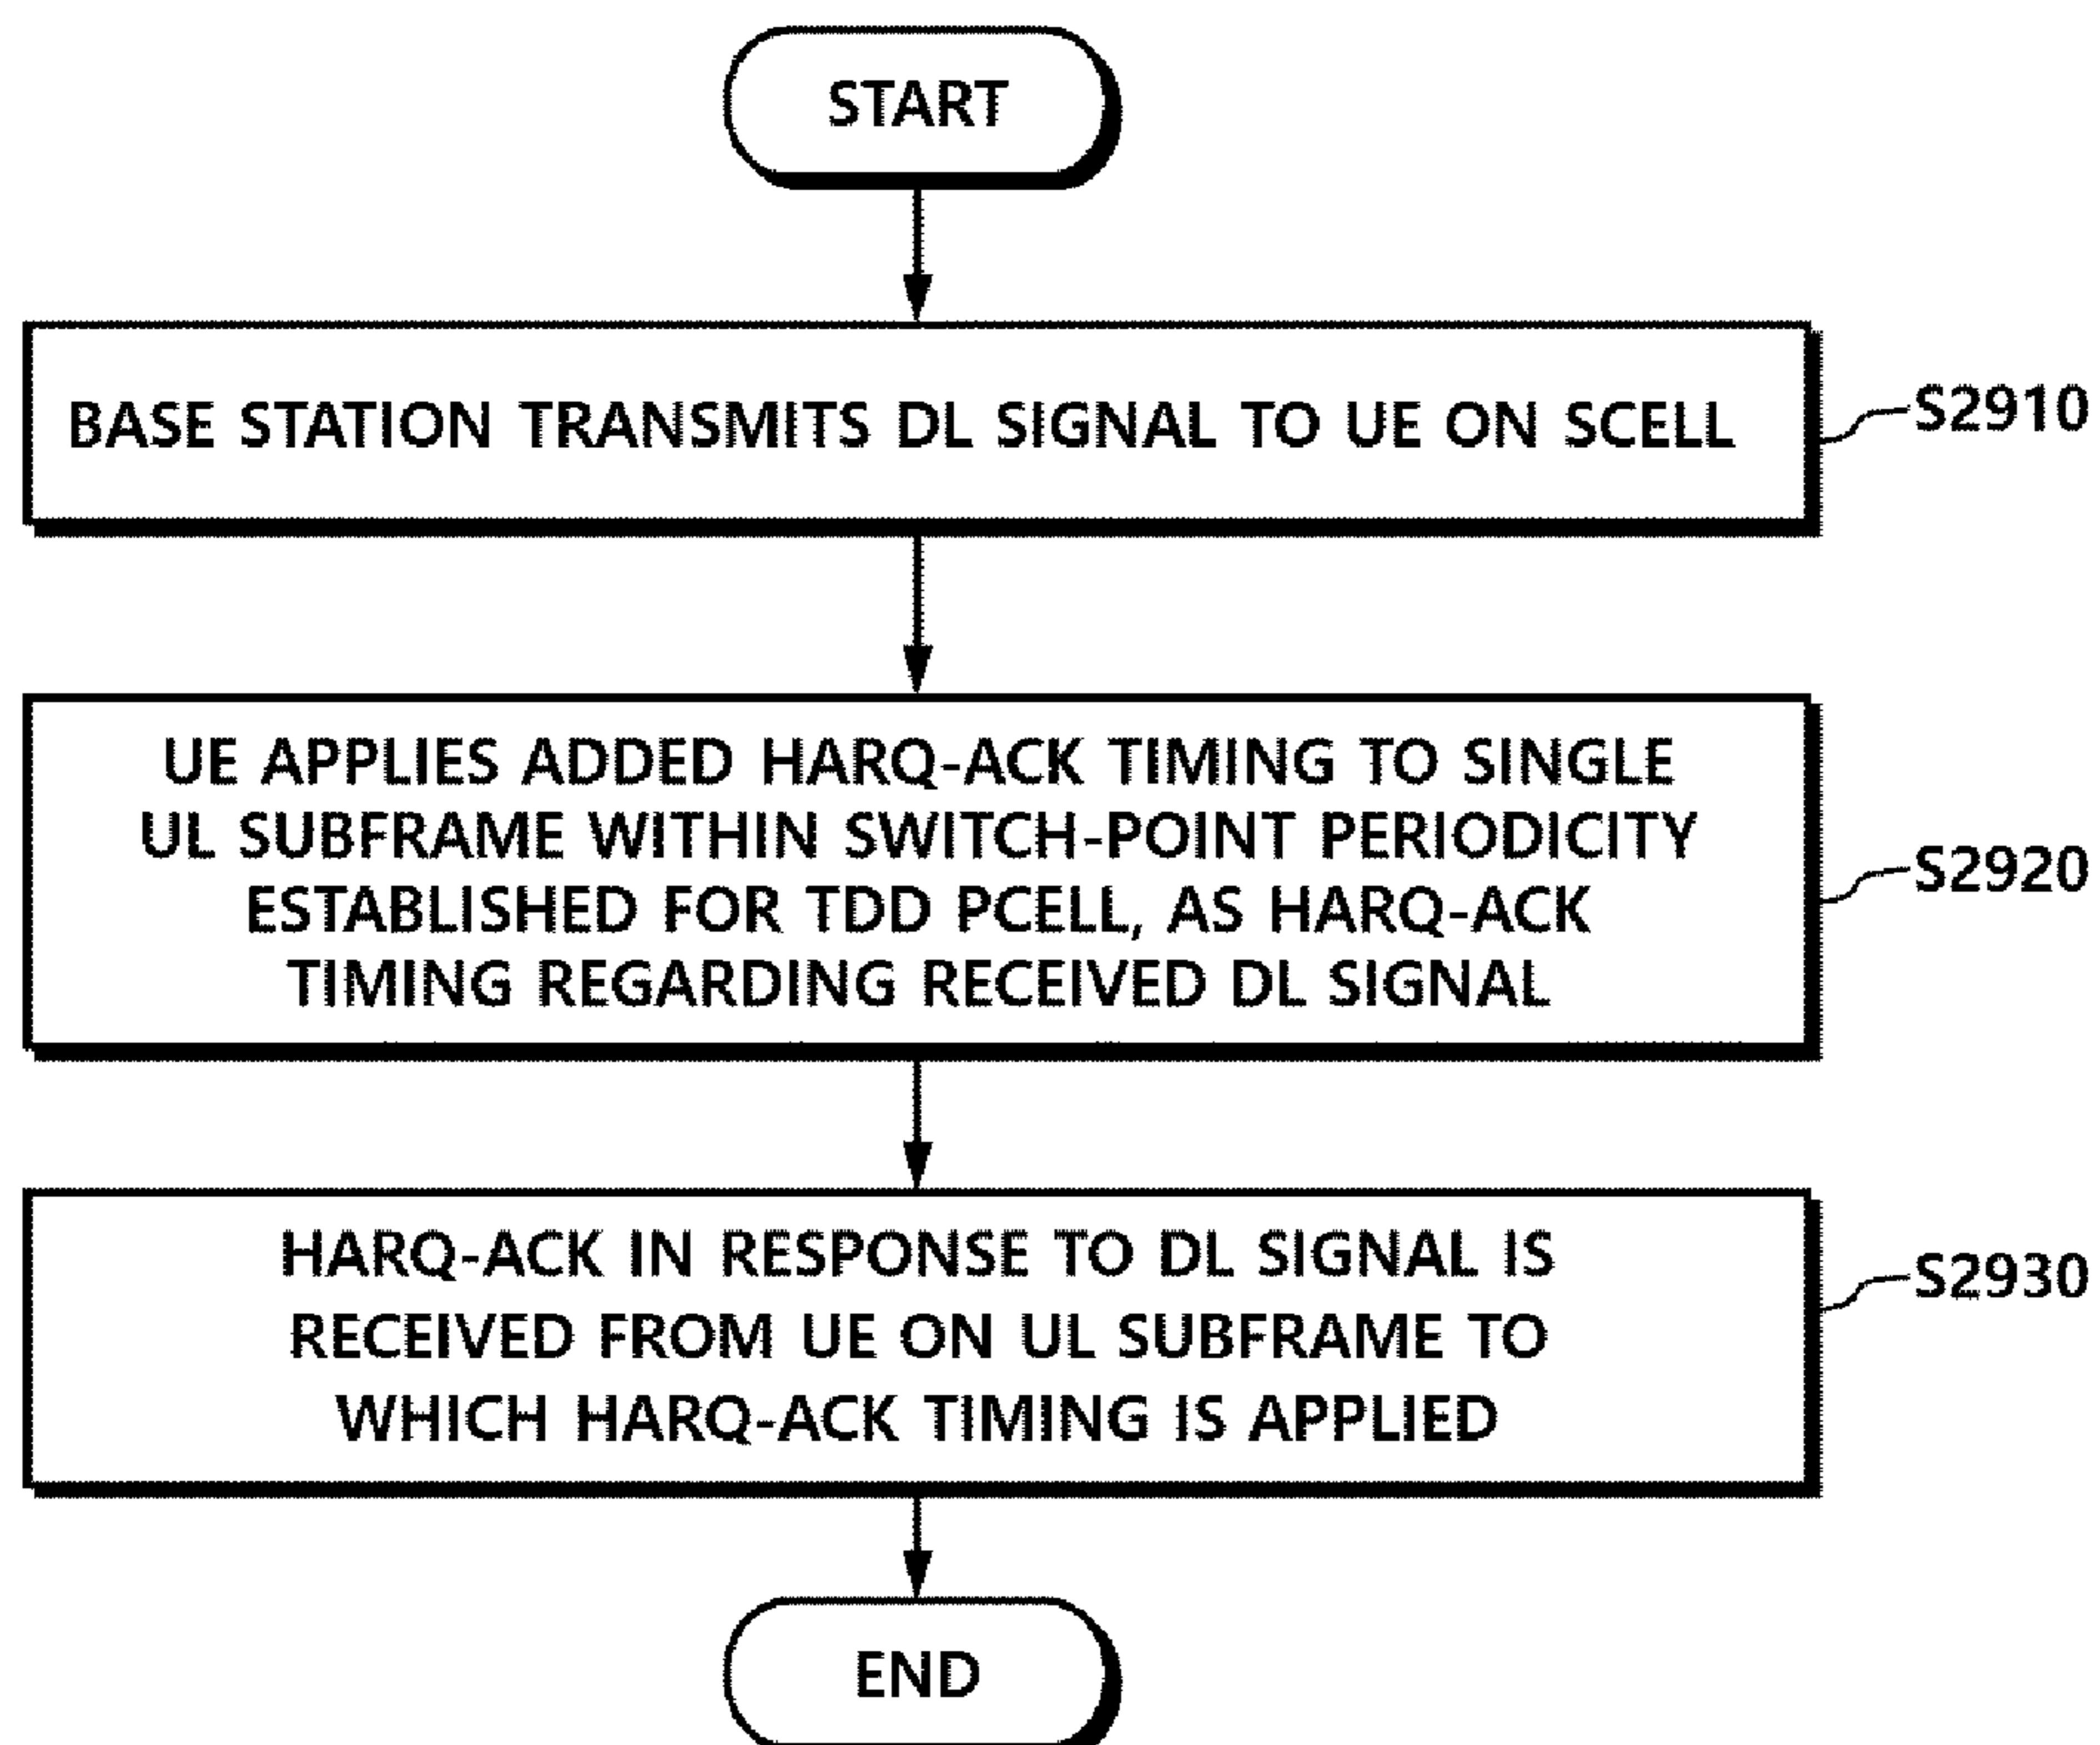 START
BASE STATION TRANSMITS DL SIGNAL TO UE ON SCELL
S2910
UE APPLIES ADDED HARQ-ACK TIMING TO SINGLE
UL SUBFRAME WITHIN SWITCH-POINT PERIODICITY
ESTABLISHED FOR TDD PCELL, AS HARQ-ACK
TIMING REGARDING RECEIVED DL SIGNAL
S2920
HARQ-ACK IN RESPONSE TO DL SIGNAL IS
RECEIVED FROM UE ON UL SUBFRAME TO
WHICH HARQ-ACK TIMING IS APPLIED
S2930
END